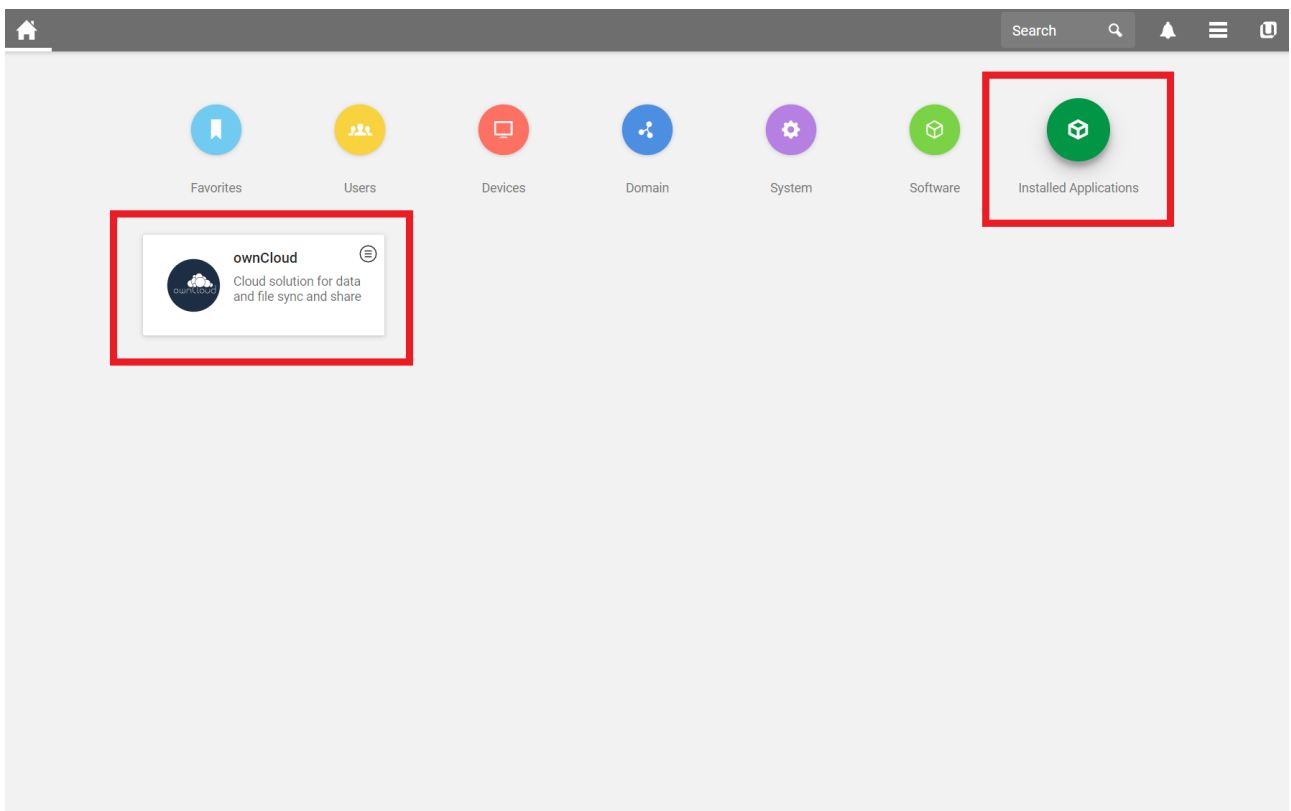 Search
Favorites
Users
Devices
Domain
System
Software
Installed Applications
ownCloud
Cloud solution for data
and file sync and share
ownCloud